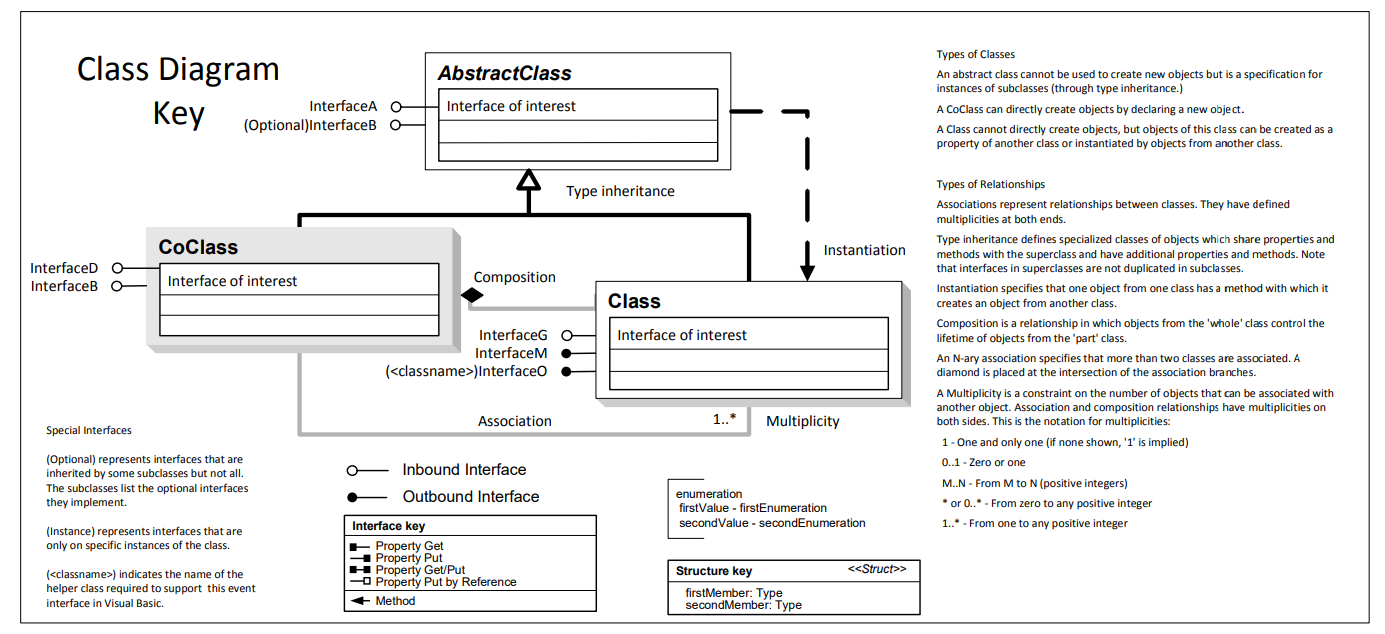 Class Diagram
Key
AbstractClass
Interface of interest
InterfaceA
(Optional)InterfaceB
Type inheritance
CoClass
Interface of interest
InterfaceD
InterfaceB
Composition
Instantiation
Class
Interface of interest
InterfaceG
InterfaceM
(<classname>)InterfaceO
Association
1..*
Multiplicity
Special Interfaces
(Optional) represents interfaces that are
inherited by some subclasses but not all.
The subclasses list the optional interfaces
they implement.
(Instance) represents interfaces that are
only on specific instances of the class.
(<classname>) indicates the name of the
helper class required to support this event
interface in Visual Basic.
Inbound Interface
Outbound Interface
Interface key
Property Get
Property Put
Property Get/Put
Property Put by Reference
Method
enumeration
firstValue - firstEnumeration
secondValue - secondEnumeration
Structure key
<<Struct>>
firstMember: Type
secondMember: Type
Types of Classes
An abstract class cannot be used to create new objects but is a specification for
instances of subclasses (through type inheritance.)
A CoClass can directly create objects by declaring a new object.
A Class cannot directly create objects, but objects of this class can be created as a
property of another class or instantiated by objects from another class.
Types of Relationships
Associations represent relationships between classes. They have defined
multiplicities at both ends.
Type inheritance defines specialized classes of objects which share properties and
methods with the superclass and have additional properties and methods. Note
that interfaces in superclasses are not duplicated in subclasses.
Instantiation specifies that one object from one class has a method with which it
creates an object from another class.
Composition is a relationship in which objects from the 'whole' class control the
lifetime of objects from the 'part' class.
An N-ary association specifies that more than two classes are associated. A
diamond is placed at the intersection of the association branches.
A Multiplicity is a constraint on the number of objects that can be associated with
another object. Association and composition relationships have multiplicities on
both sides. This is the notation for multiplicities:
1 - One and only one (if none shown, '1' is implied)
0..1 - Zero or one
M..N - From M to N (positive integers)
* or 0..* - From zero to any positive integer
1..* - From one to any positive integer